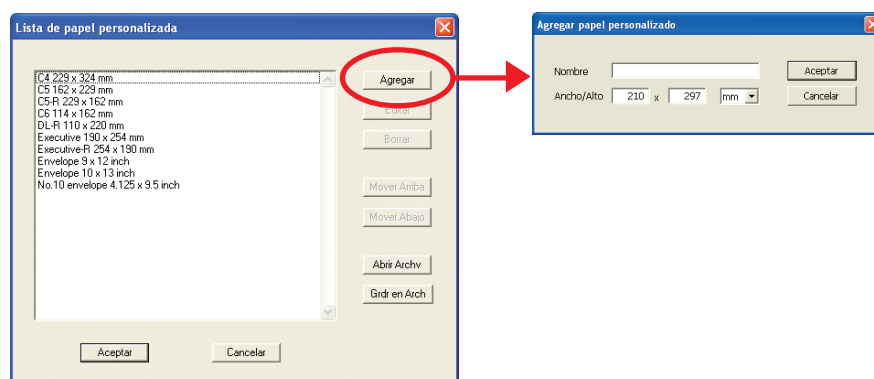 Lista de papel personalizada
C4 229 x 324 mm
C5 162 x 229 mm
C5-R 229 x 162 mm
C6 114 x 162 mm
DL-R 110 x 220 mm
Executive 190 x 254 mm
Executive-R 254 x 190 mm
Envelope 9 x 12 inch
Envelope 10 x 13 inch
No.10 envelope 4.125 x 9.5 inch
Agregar
Editar
Borrar
Mover Arriba
Mover Abajo
Abrir Archv
Grdr en Arch
Aceptar
Cancelar
Agregar papel personalizado
Nombre
Aceptar
Ancho/Alto 210 x 297 mm
Cancelar